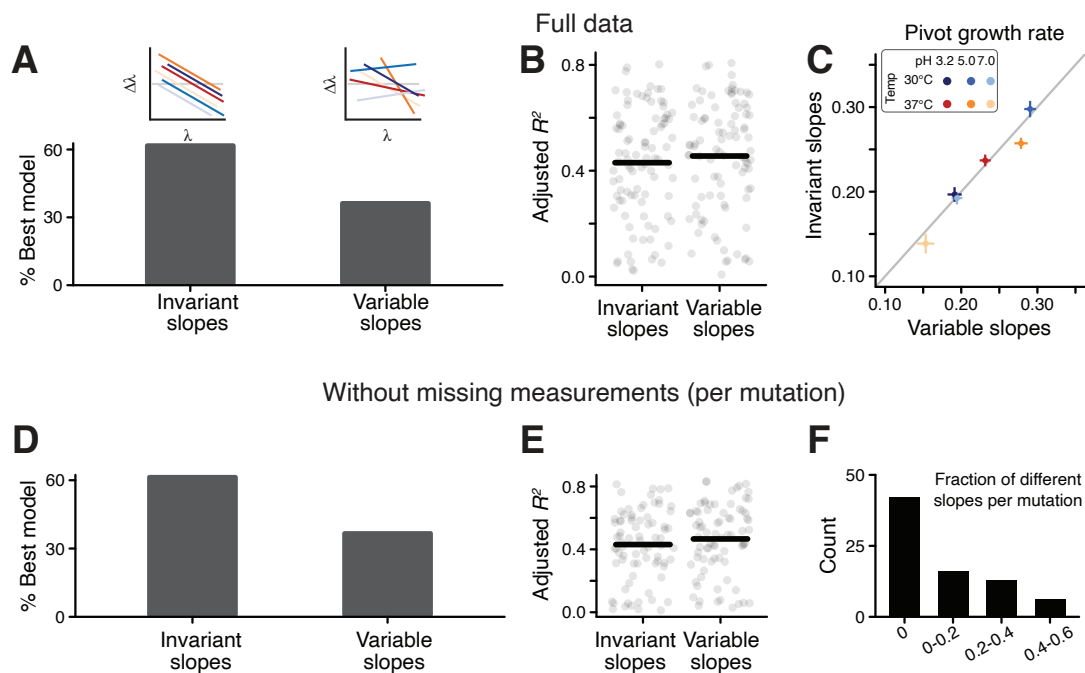 Full data
A
Δλ
λ
Δλ
λ
% Best model
60
30
0
Invariant
slopes
Variable
slopes
B
Adjusted R²
0.8
0.4
0.0
Invariant
slopes
Variable
slopes
C
Pivot growth rate
pH 3.2 5.0 7.0
Temp
30°C
37°C
Invariant slopes
0.30
0.20
0.10
0.10
0.20
0.30
Variable slopes
Without missing measurements (per mutation)
D
% Best model
60
30
0
Invariant
slopes
Variable
slopes
E
Adjusted R²
0.8
0.4
0.0
Invariant
slopes
Variable
slopes
F
Fraction of different
slopes per mutation
Count
50
25
0
0
0-0.2
0.2-0.4
0.4-0.6